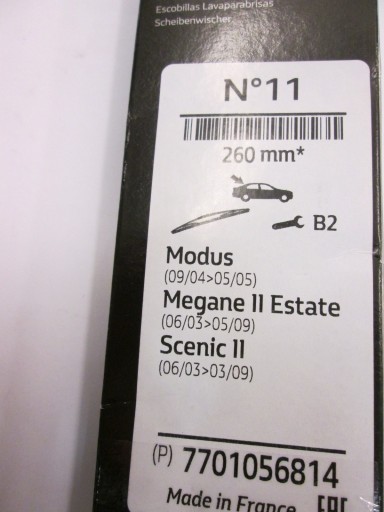 Escobillas Lavaparabrisas
Scheibenwischer
N°11
260 mm*
B2
Modus
(09/04>05/05)
Megane II Estate
(06/03>05/09)
Scenic II
(06/03>03/09)
(P) 7701056814
Made in France EAC